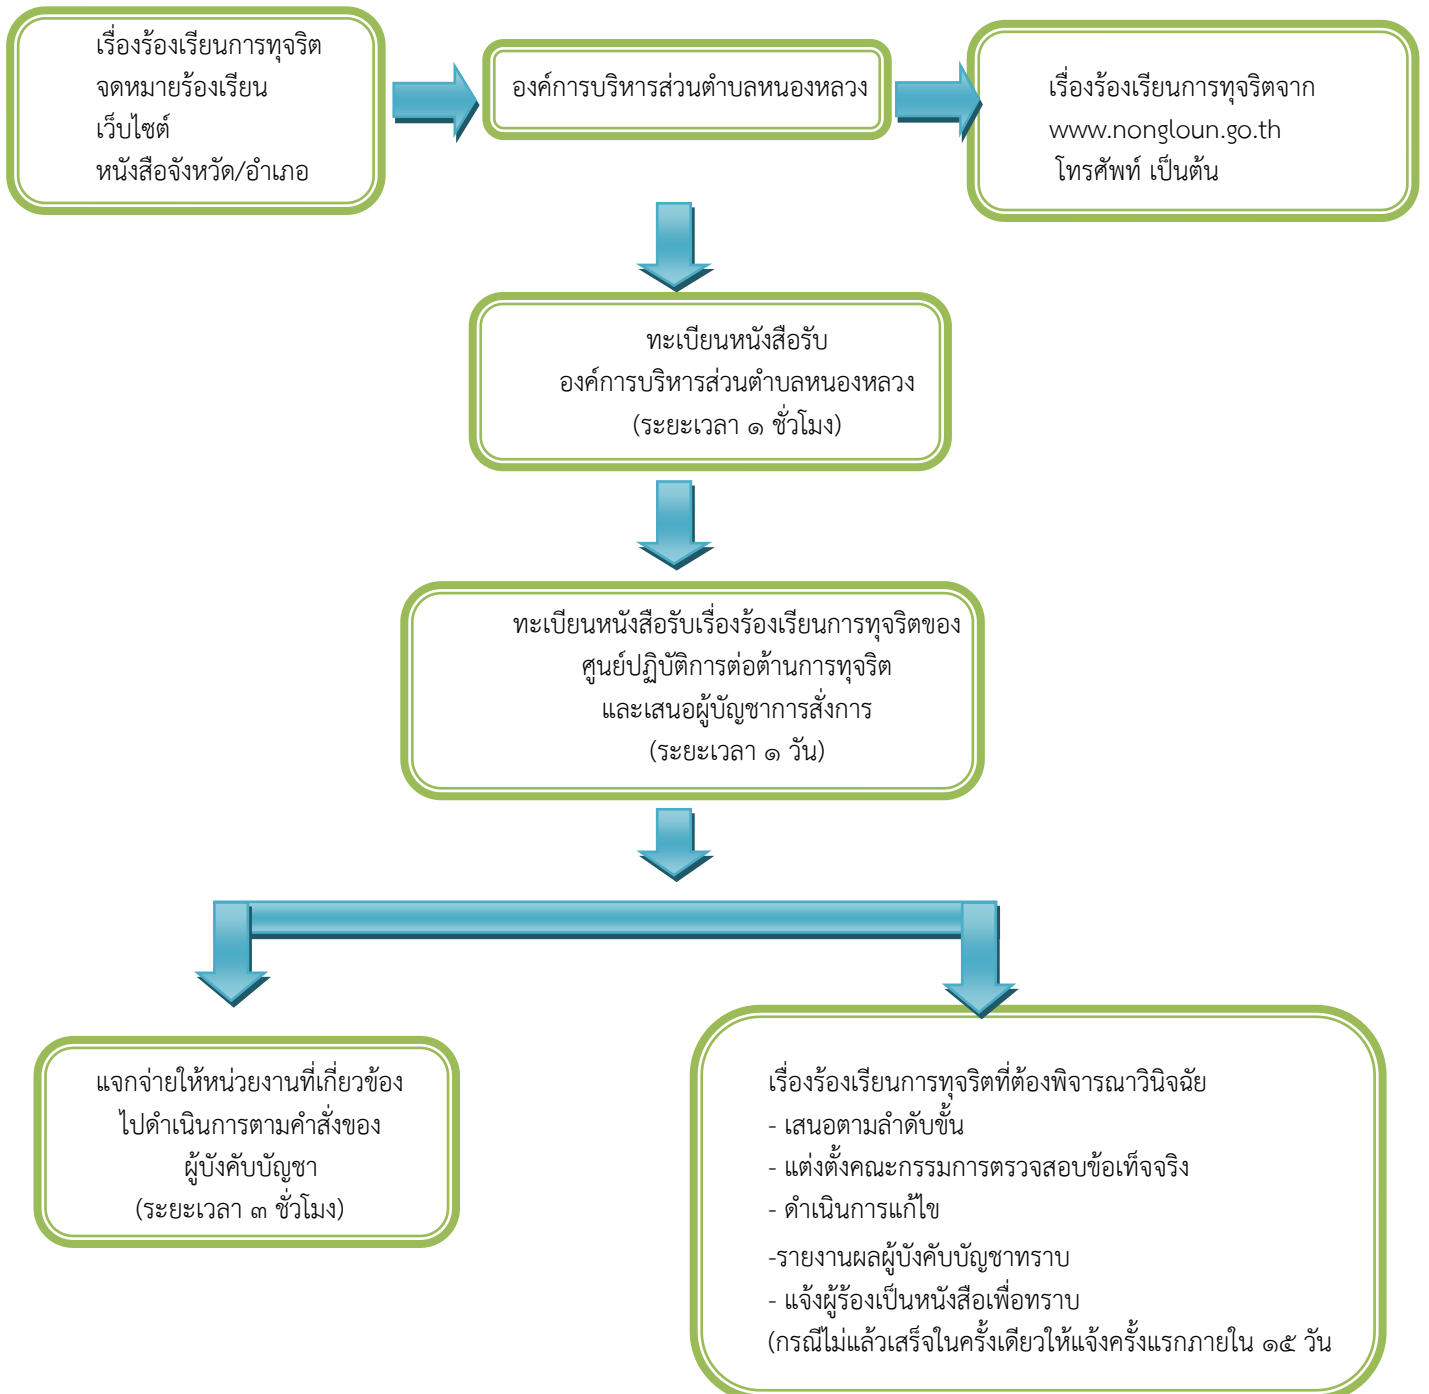 เรื่องร้องเรียนการทุจริต
จดหมายร้องเรียน
เว็บไซต์
หนังสือจังหวัด/อำเภอ
องค์การบริหารส่วนตำบลหนองหลวง
เรื่องร้องเรียนการทุจริตจาก
www.nongloun.go.th
โทรศัพท์ เป็นต้น
ทะเบียนหนังสือรับ
องค์การบริหารส่วนตำบลหนองหลวง
(ระยะเวลา ๑ ชั่วโมง)
ทะเบียนหนังสือรับเรื่องร้องเรียนการทุจริตของ
ศูนย์ปฏิบัติการต่อต้านการทุจริต
และเสนอผู้บัญชาการสั่งการ
(ระยะเวลา ๑ วัน)
แจกจ่ายให้หน่วยงานที่เกี่ยวข้อง
ไปดำเนินการตามคำสั่งของ
ผู้บังคับบัญชา
(ระยะเวลา ๓ ชั่วโมง)
เรื่องร้องเรียนการทุจริตที่ต้องพิจารณาวินิจฉัย
- เสนอตามลำดับขั้น
- แต่งตั้งคณะกรรมการตรวจสอบข้อเท็จจริง
- ดำเนินการแก้ไข
-รายงานผลผู้บังคับบัญชาทราบ
- แจ้งผู้ร้องเป็นหนังสือเพื่อทราบ
(กรณีไม่แล้วเสร็จในครั้งเดียวให้แจ้งครั้งแรกภายใน ๑๕ วัน